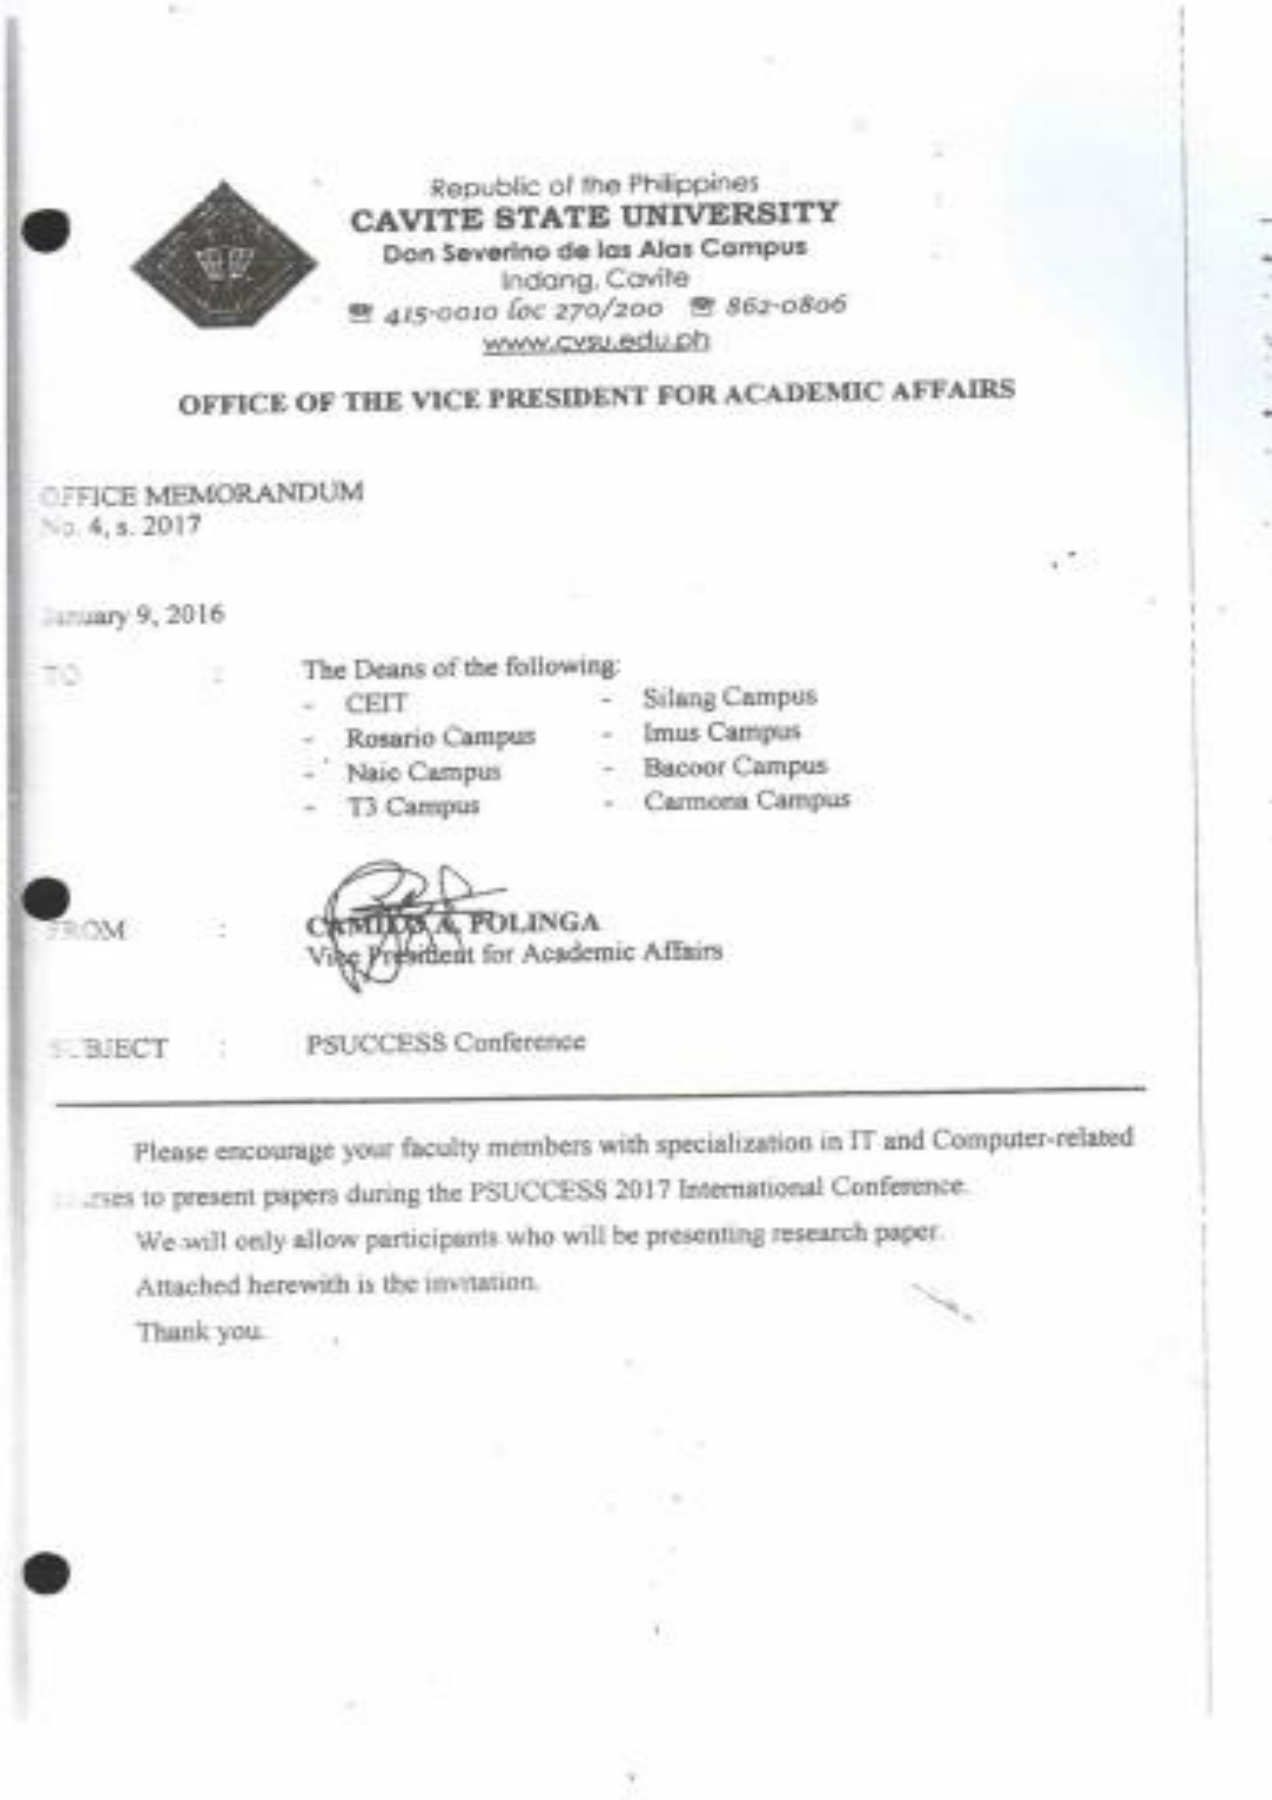 Republic of the Philippines
CAVITE STATE UNIVERSITY
Don Severino de las Alas Campus
Indang, Cavite
☎ 415-0010 loc 270/200 ☎ 862-0806
www.cvsu.edu.ph
OFFICE OF THE VICE PRESIDENT FOR ACADEMIC AFFAIRS
OFFICE MEMORANDUM
No. 4, s. 2017
January 9, 2016
TO : The Deans of the following:
- CEIT - Silang Campus
- Rosario Campus - Imus Campus
- Naic Campus - Bacoor Campus
- T3 Campus - Carmona Campus
FROM : CAMILO A. POLINGA
Vice President for Academic Affairs
SUBJECT : PSUCCESS Conference
Please encourage your faculty members with specialization in IT and Computer-related
courses to present papers during the PSUCCESS 2017 International Conference.
We will only allow participants who will be presenting research paper.
Attached herewith is the invitation.
Thank you.